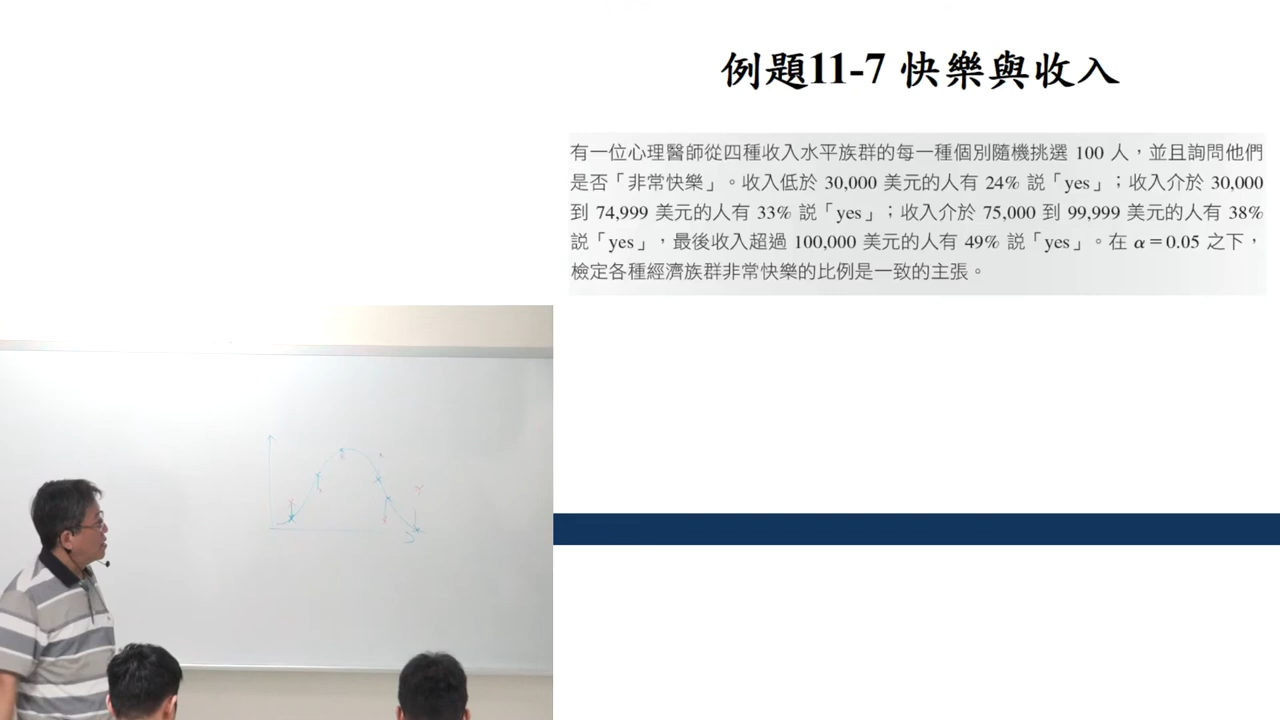 例題11-7 快樂與收入
有一位心理醫師從四種收入水平族群的每一種個別隨機挑選 100 人，並且詢問他們
是否「非常快樂」。收入低於 30,000 美元的人有 24% 説「yes」；收入介於 30,000
到 74,999 美元的人有 33% 説「yes」；收入介於 75,000 到 99,999 美元的人有 38%
説「yes」，最後收入超過 100,000 美元的人有 49% 説「yes」。在 α＝0.05 之下，
檢定各種經濟族群非常快樂的比例是一致的主張。